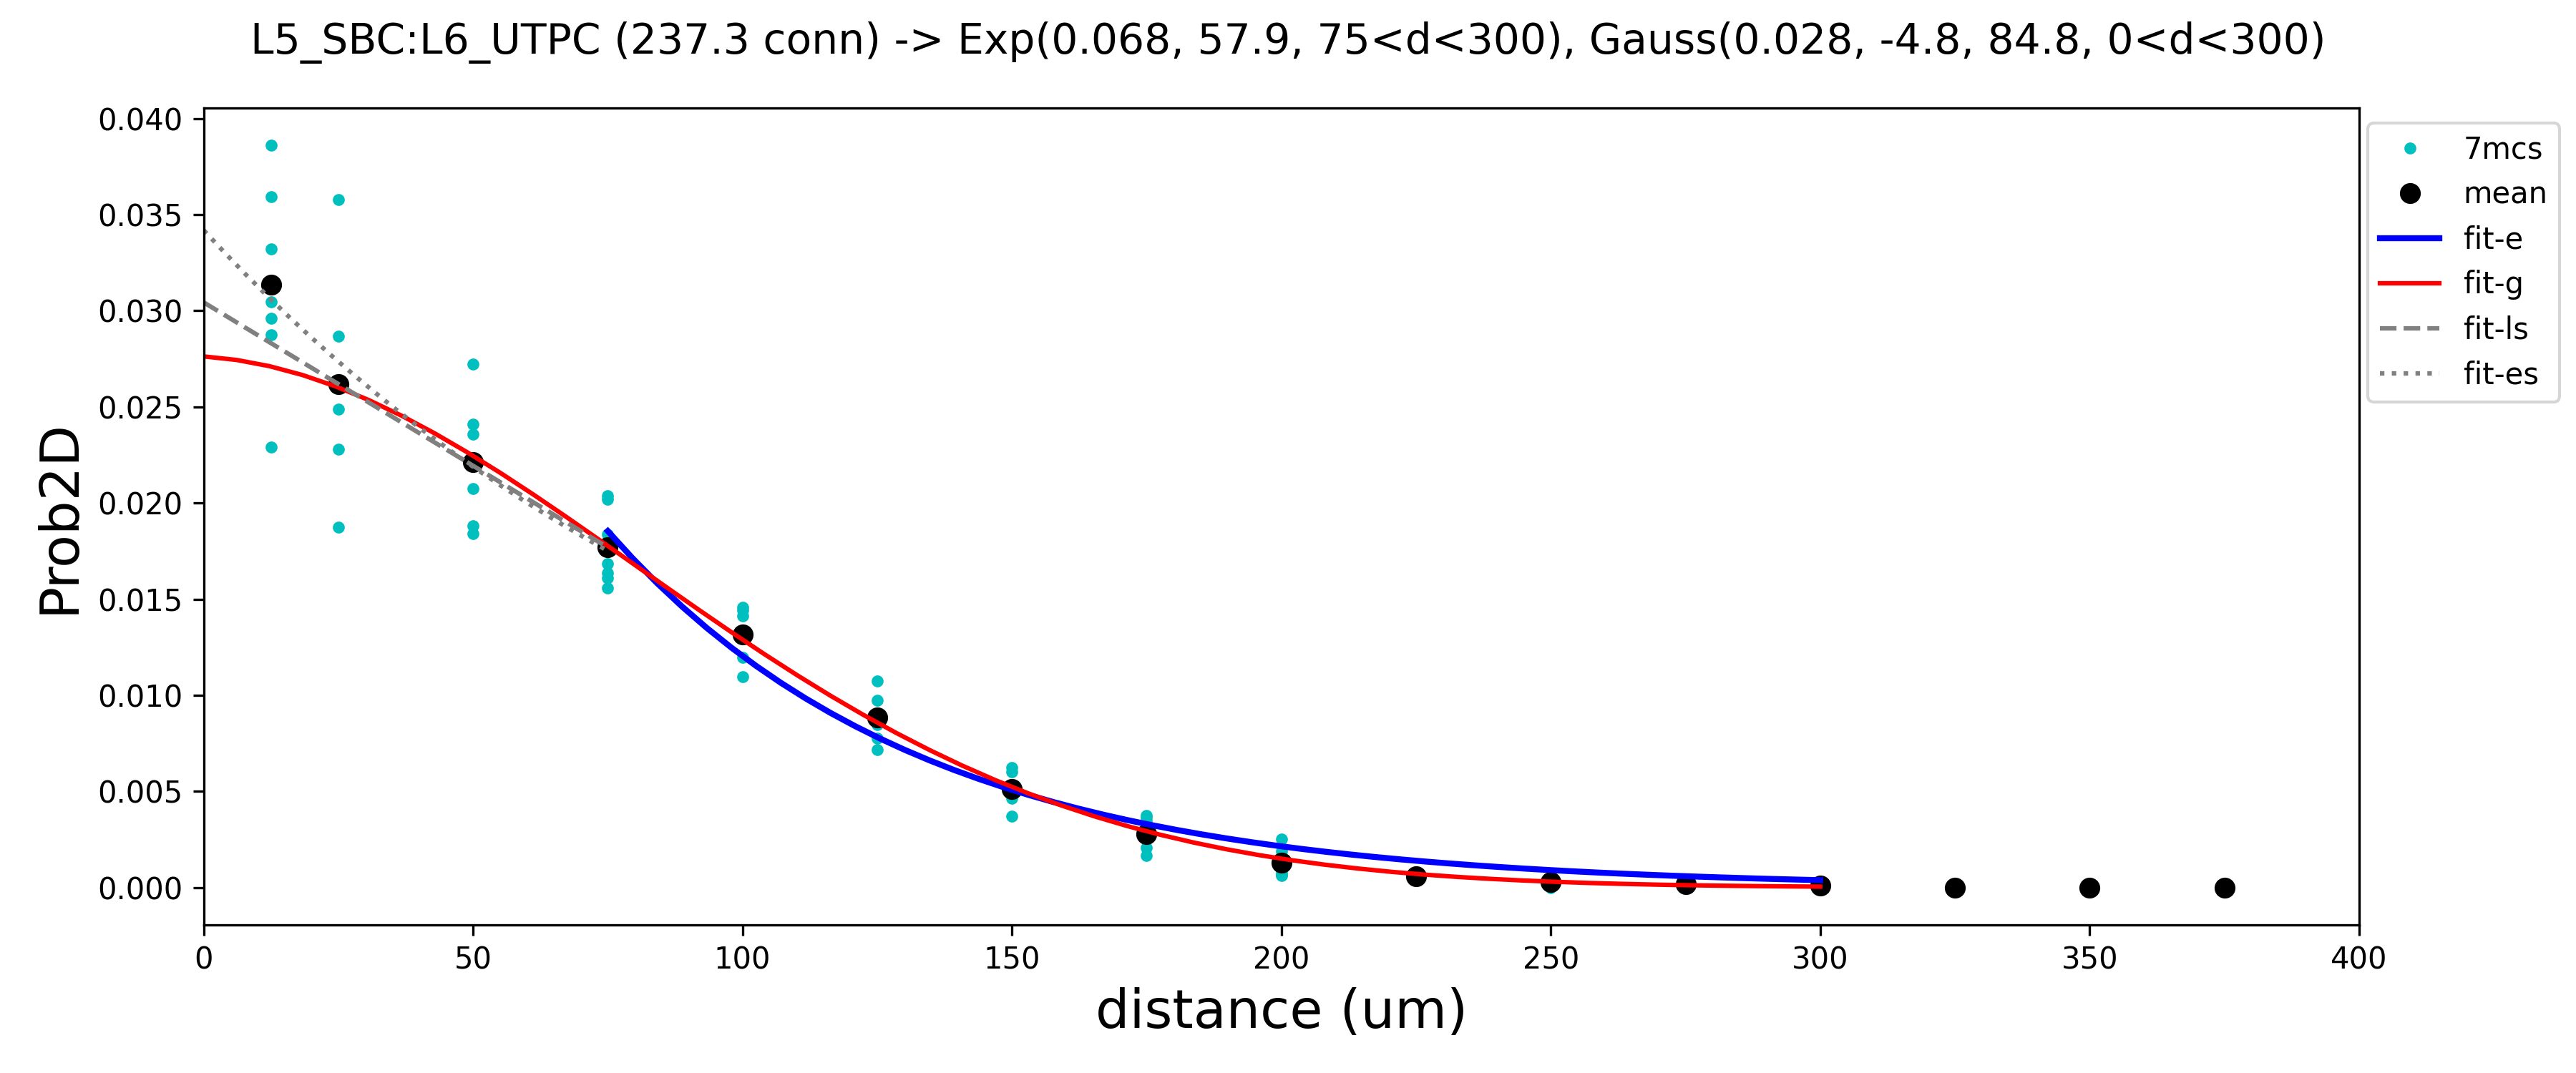 L5_SBC:L6_UTPC (237.3 conn) -> Exp(0.068, 57.9, 75<d<300), Gauss(0.028, -4.8, 84.8, 0<d<300)
0.040
0.035
0.030
0.025
0.020
0.015
0.010
0.005
0.000
Prob2D
0 50 100 150 200 250 300 350 400
distance (um)
7mcs
mean
fit-e
fit-g
fit-ls
fit-es